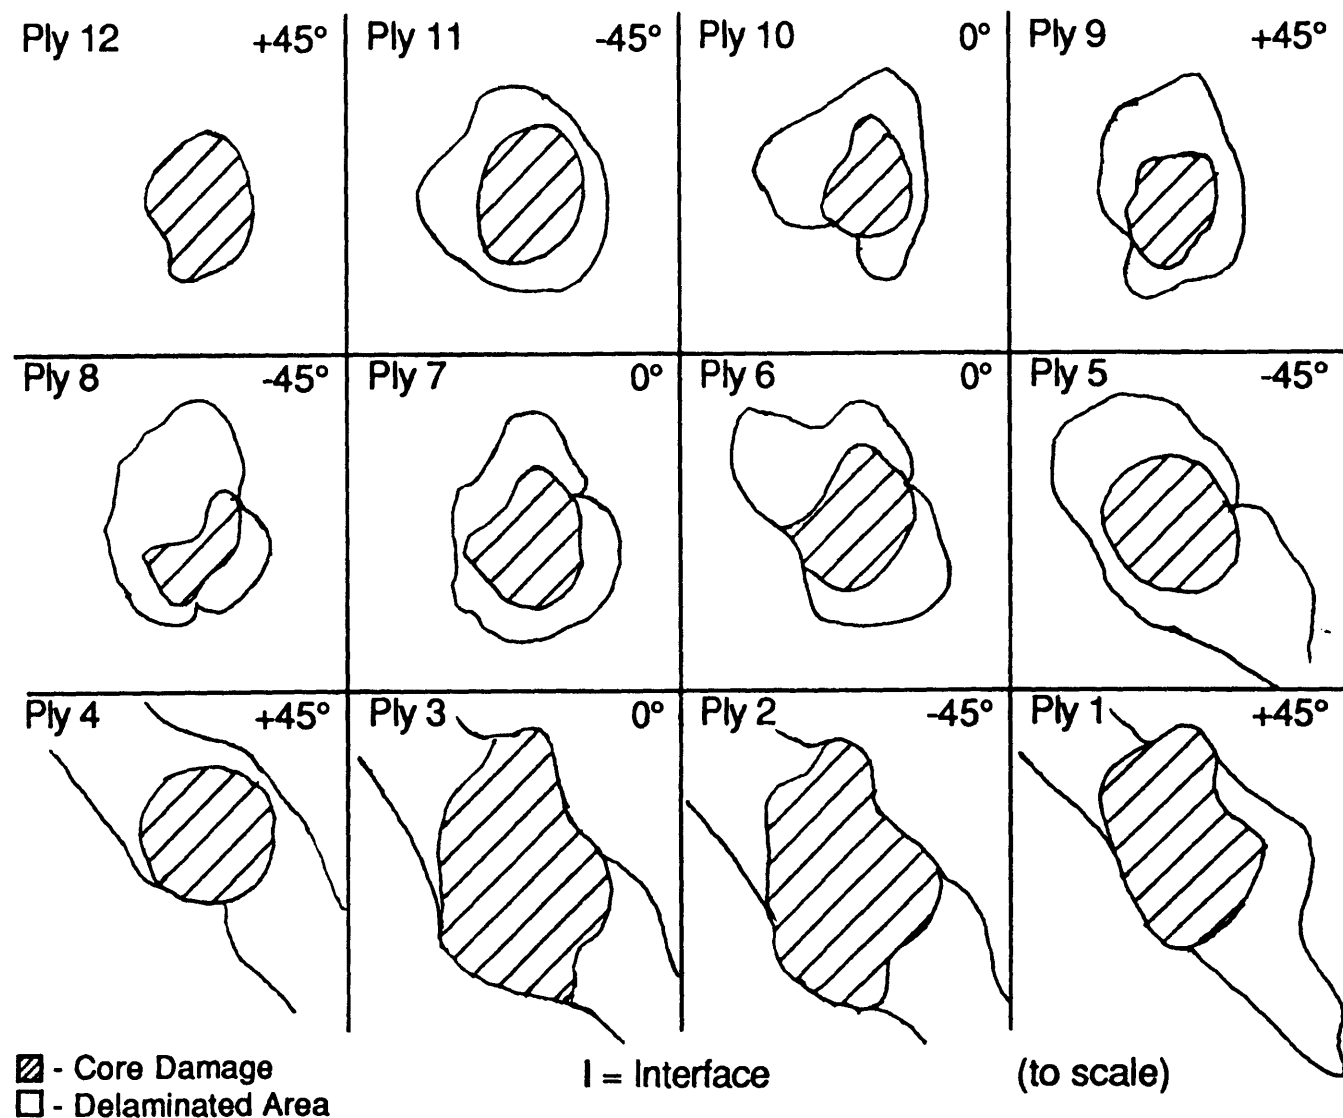 Ply 12 +45° Ply 11 -45° Ply 10 0° Ply 9 +45°
Ply 8 -45° Ply 7 0° Ply 6 0° Ply 5 -45°
Ply 4 +45° Ply 3 0° Ply 2 -45° Ply 1 +45°
- Core Damage I = Interface (to scale)
- Delaminated Area